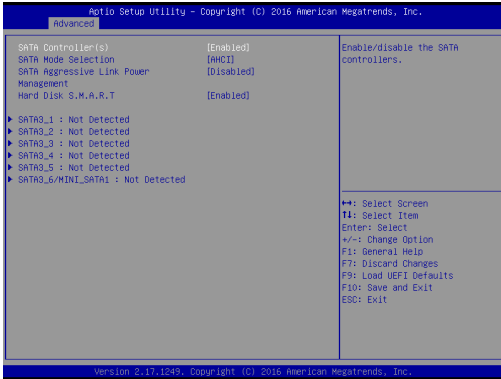 Aptio Setup Utility – Copyright (C) 2016 American Megatrends, Inc.
Advanced
SATA Controller(s) [Enabled]
SATA Mode Selection [AHCI]
SATA Aggressive Link Power [Disabled]
Management
Hard Disk S.M.A.R.T [Enabled]
SATA3_1 : Not Detected
SATA3_2 : Not Detected
SATA3_3 : Not Detected
SATA3_4 : Not Detected
SATA3_5 : Not Detected
SATA3_6/MINI_SATA1 : Not Detected
Enable/disable the SATA
controllers.
↔: Select Screen
↑↓: Select Item
Enter: Select
+/-: Change Option
F1: General Help
F7: Discard Changes
F9: Load UEFI Defaults
F10: Save and Exit
ESC: Exit
Version 2.17.1249. Copyright (C) 2016 American Megatrends, Inc.